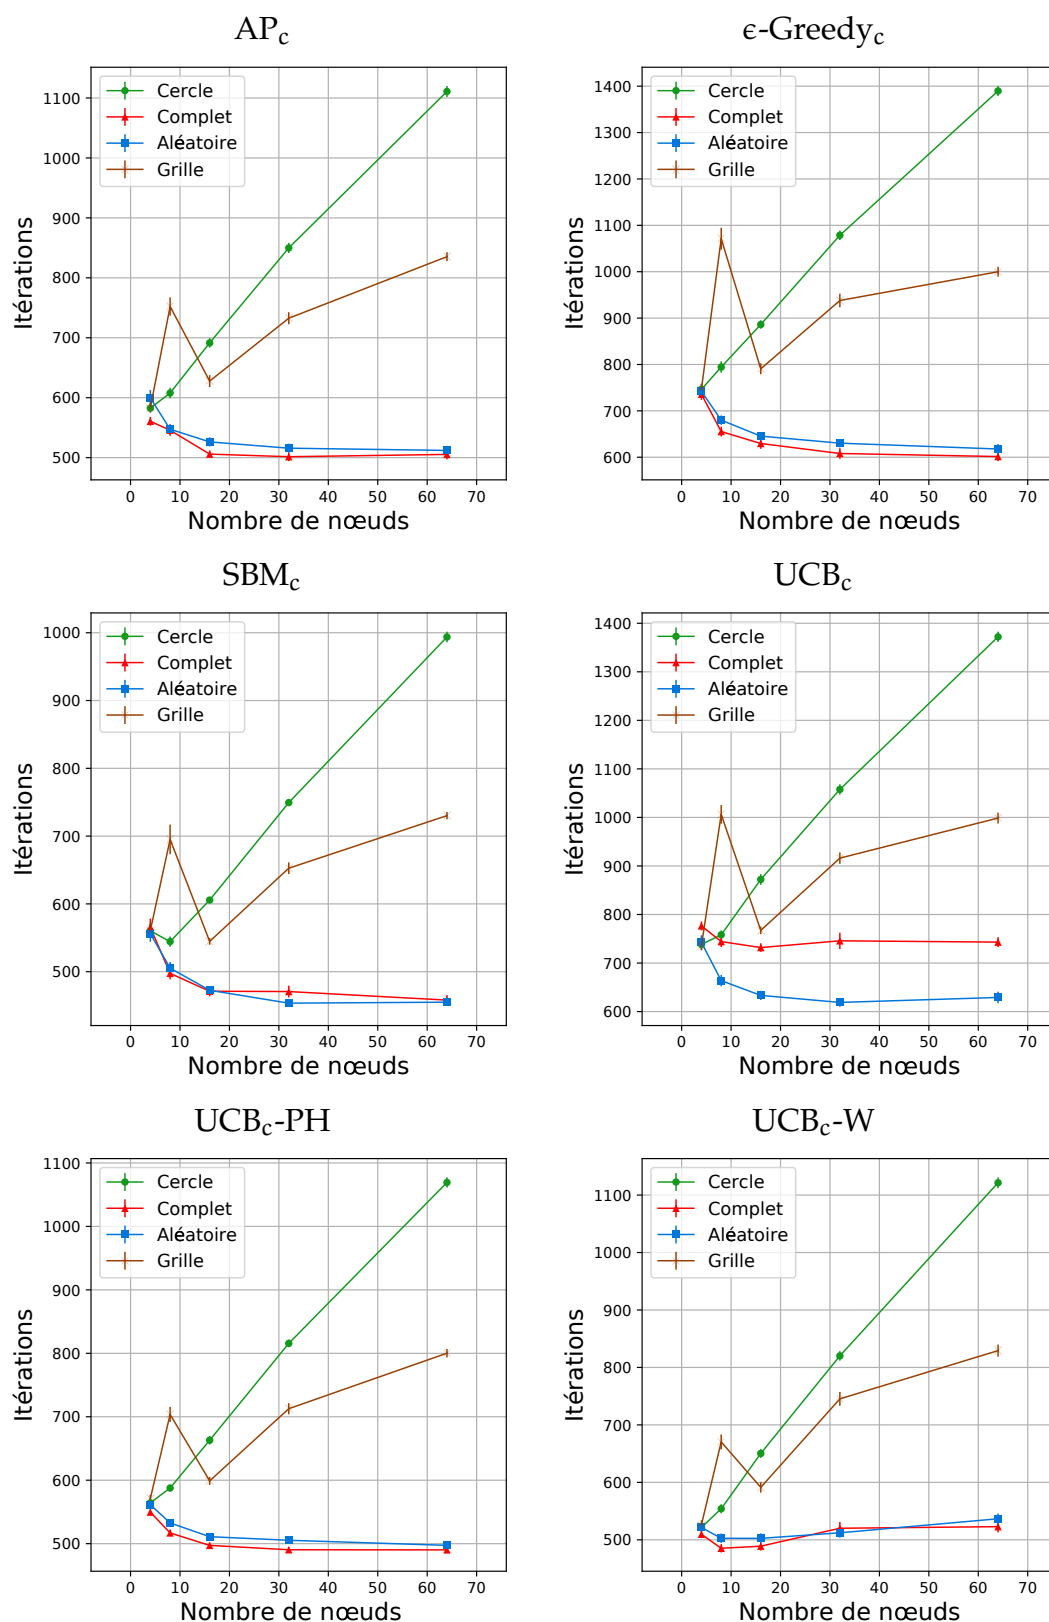 APc
1100
1000
900
800
700
600
500
Itérations
Cercle
Complet
Aléatoire
Grille
0 10 20 30 40 50 60 70
Nombre de nœuds
ϵ-Greedyc
1400
1300
1200
1100
1000
900
800
700
600
Itérations
Cercle
Complet
Aléatoire
Grille
0 10 20 30 40 50 60 70
Nombre de nœuds
SBMc
1000
900
800
700
600
500
Itérations
Cercle
Complet
Aléatoire
Grille
0 10 20 30 40 50 60 70
Nombre de nœuds
UCBc
1400
1300
1200
1100
1000
900
800
700
600
Itérations
Cercle
Complet
Aléatoire
Grille
0 10 20 30 40 50 60 70
Nombre de nœuds
UCBc-PH
1100
1000
900
800
700
600
500
Itérations
Cercle
Complet
Aléatoire
Grille
0 10 20 30 40 50 60 70
Nombre de nœuds
UCBc-W
1100
1000
900
800
700
600
500
Itérations
Cercle
Complet
Aléatoire
Grille
0 10 20 30 40 50 60 70
Nombre de nœuds